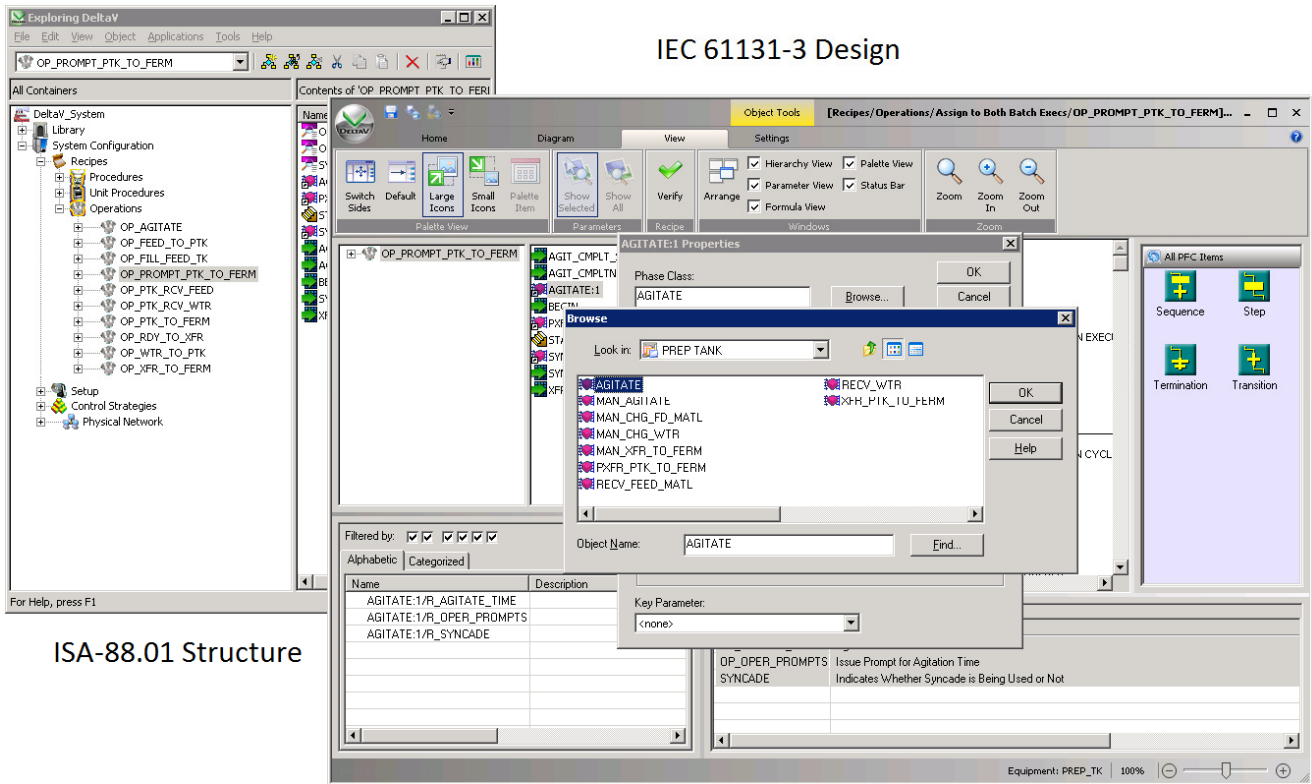 Exploring DeltaV
IEC 61131-3 Design
File Edit View Object Applications Tools Help
OP_PROMPT_PTK_TO_FERM
All Containers
Contents of 'OP_PROMPT_PTK_TO_FERI
DeltaV_System
Library
System Configuration
Recipes
Procedures
Unit Procedures
Operations
OP_AGITATE
OP_FEED_TO_PTK
OP_FILL_FEED_TK
OP_PROMPT_PTK_TO_FERM
OP_PTK_RCV_FEED
OP_PTK_RCV_WTR
OP_PTK_TO_FERM
OP_RDY_TO_XFR
OP_WTR_TO_PTK
OP_XFR_TO_FERM
Setup
Control Strategies
Physical Network
For Help, press F1
Name
ISA-88.01 Structure
DELTAV
Object Tools
[Recipes/Operations/Assign to Both Batch Execs/OP_PROMPT_PTK_TO_FERM]...
Home Diagram View Settings
Switch Sides
Default
Large Icons
Small Icons
Palette Item
Palette View
Show Selected
Show All
Parameters
Verify
Recipe
Arrange
Hierarchy View
Palette View
Parameter View
Status Bar
Formula View
Windows
Zoom
Zoom In
Zoom Out
Zoom
OP_PROMPT_PTK_TO_FERM
AGIT_CMPLT_
AGIT_CMPLTN
AGITATE:1
BEGIN
AGITATE:1 Properties
Phase Class:
AGITATE
Browse...
OK
Cancel
Browse
Look in:
PREP TANK
AGITATE
MAN_AGITATE
MAN_CHG_FD_MATL
MAN_CHG_WTR
MAN_XFR_TO_FERM
PXFR_PTK_TO_FERM
RECV_FEED_MATL
RECV_WTR
XFR_PTK_TO_FERM
OK
Cancel
Help
Object Name:
AGITATE
Find...
Key Parameter:
<none>
N EXECU
N CYCL
All PFC Items
Sequence
Step
Termination
Transition
Filtered by:
Alphabetic
Categorized
Name
Description
AGITATE:1/R_AGITATE_TIME
AGITATE:1/R_OPER_PROMPTS
AGITATE:1/R_SYNCADE
OP_OPER_PROMPTS Issue Prompt for Agitation Time
SYNCADE Indicates Whether Syncade is Being Used or Not
Equipment: PREP_TK
100%